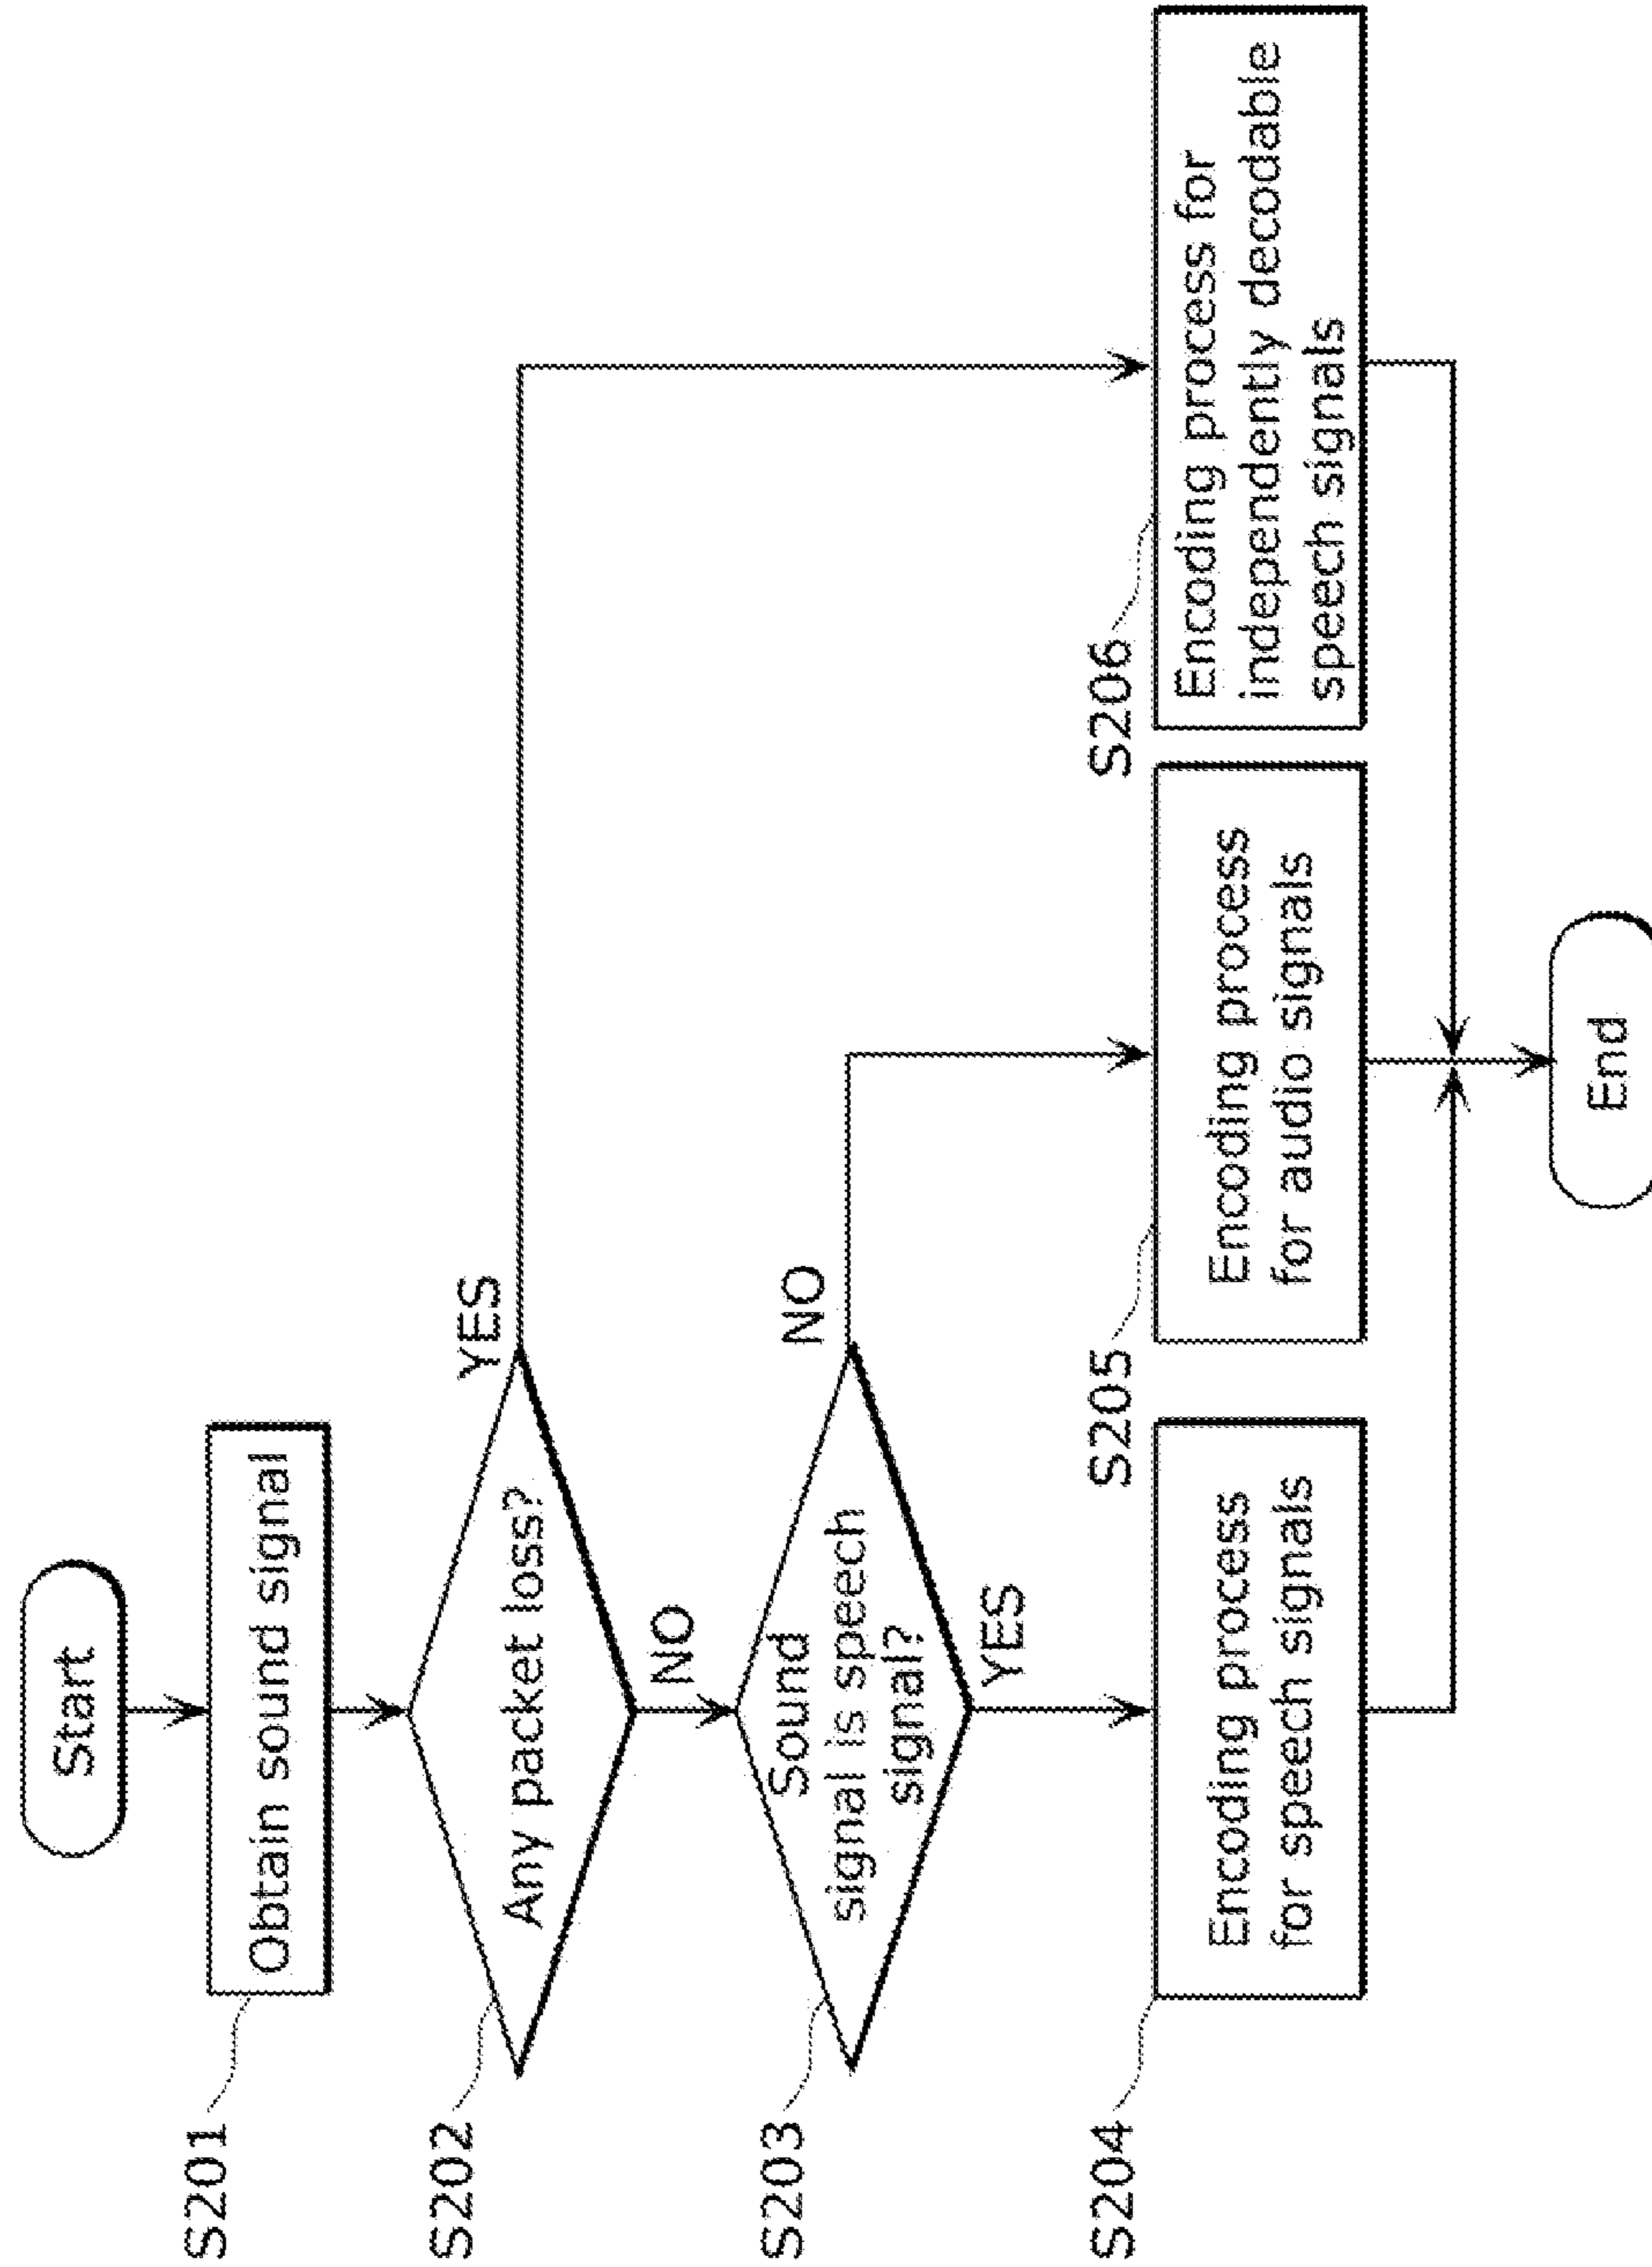 Start
S201
Obtain sound signal
S202
Any packet loss?
YES
NO
S203
Sound
signal is speech
signal?
NO
YES
S204
Encoding process
for speech signals
S205
Encoding process
for audio signals
S206
Encoding process for
independently decodable
speech signals
End